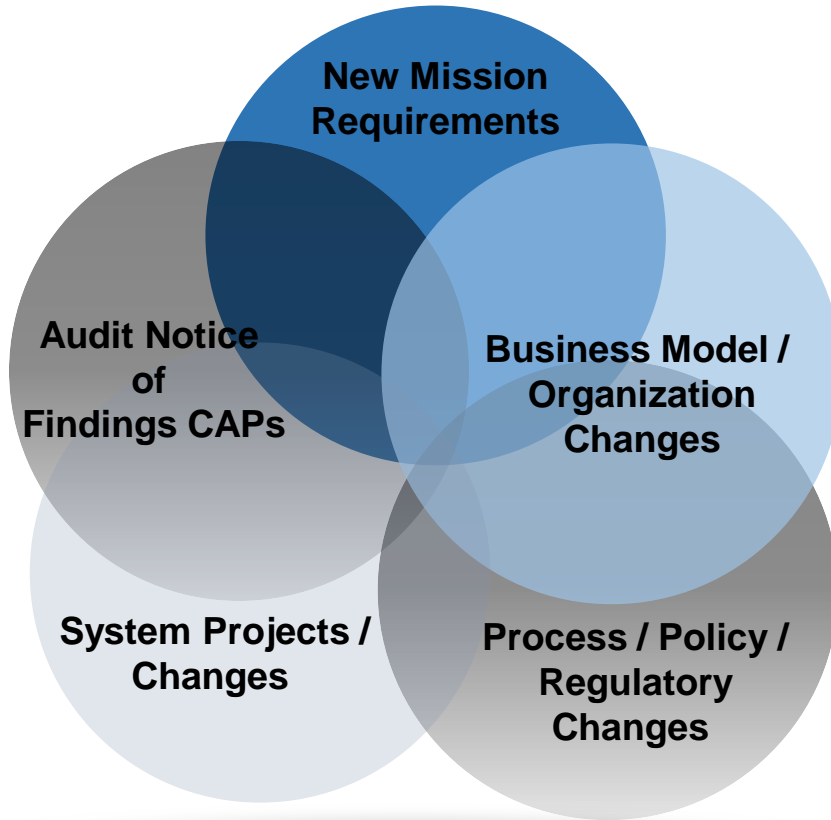 New Mission
Requirements
Audit Notice
of
Findings CAPs
Business Model /
Organization
Changes
System Projects /
Changes
Process / Policy /
Regulatory
Changes